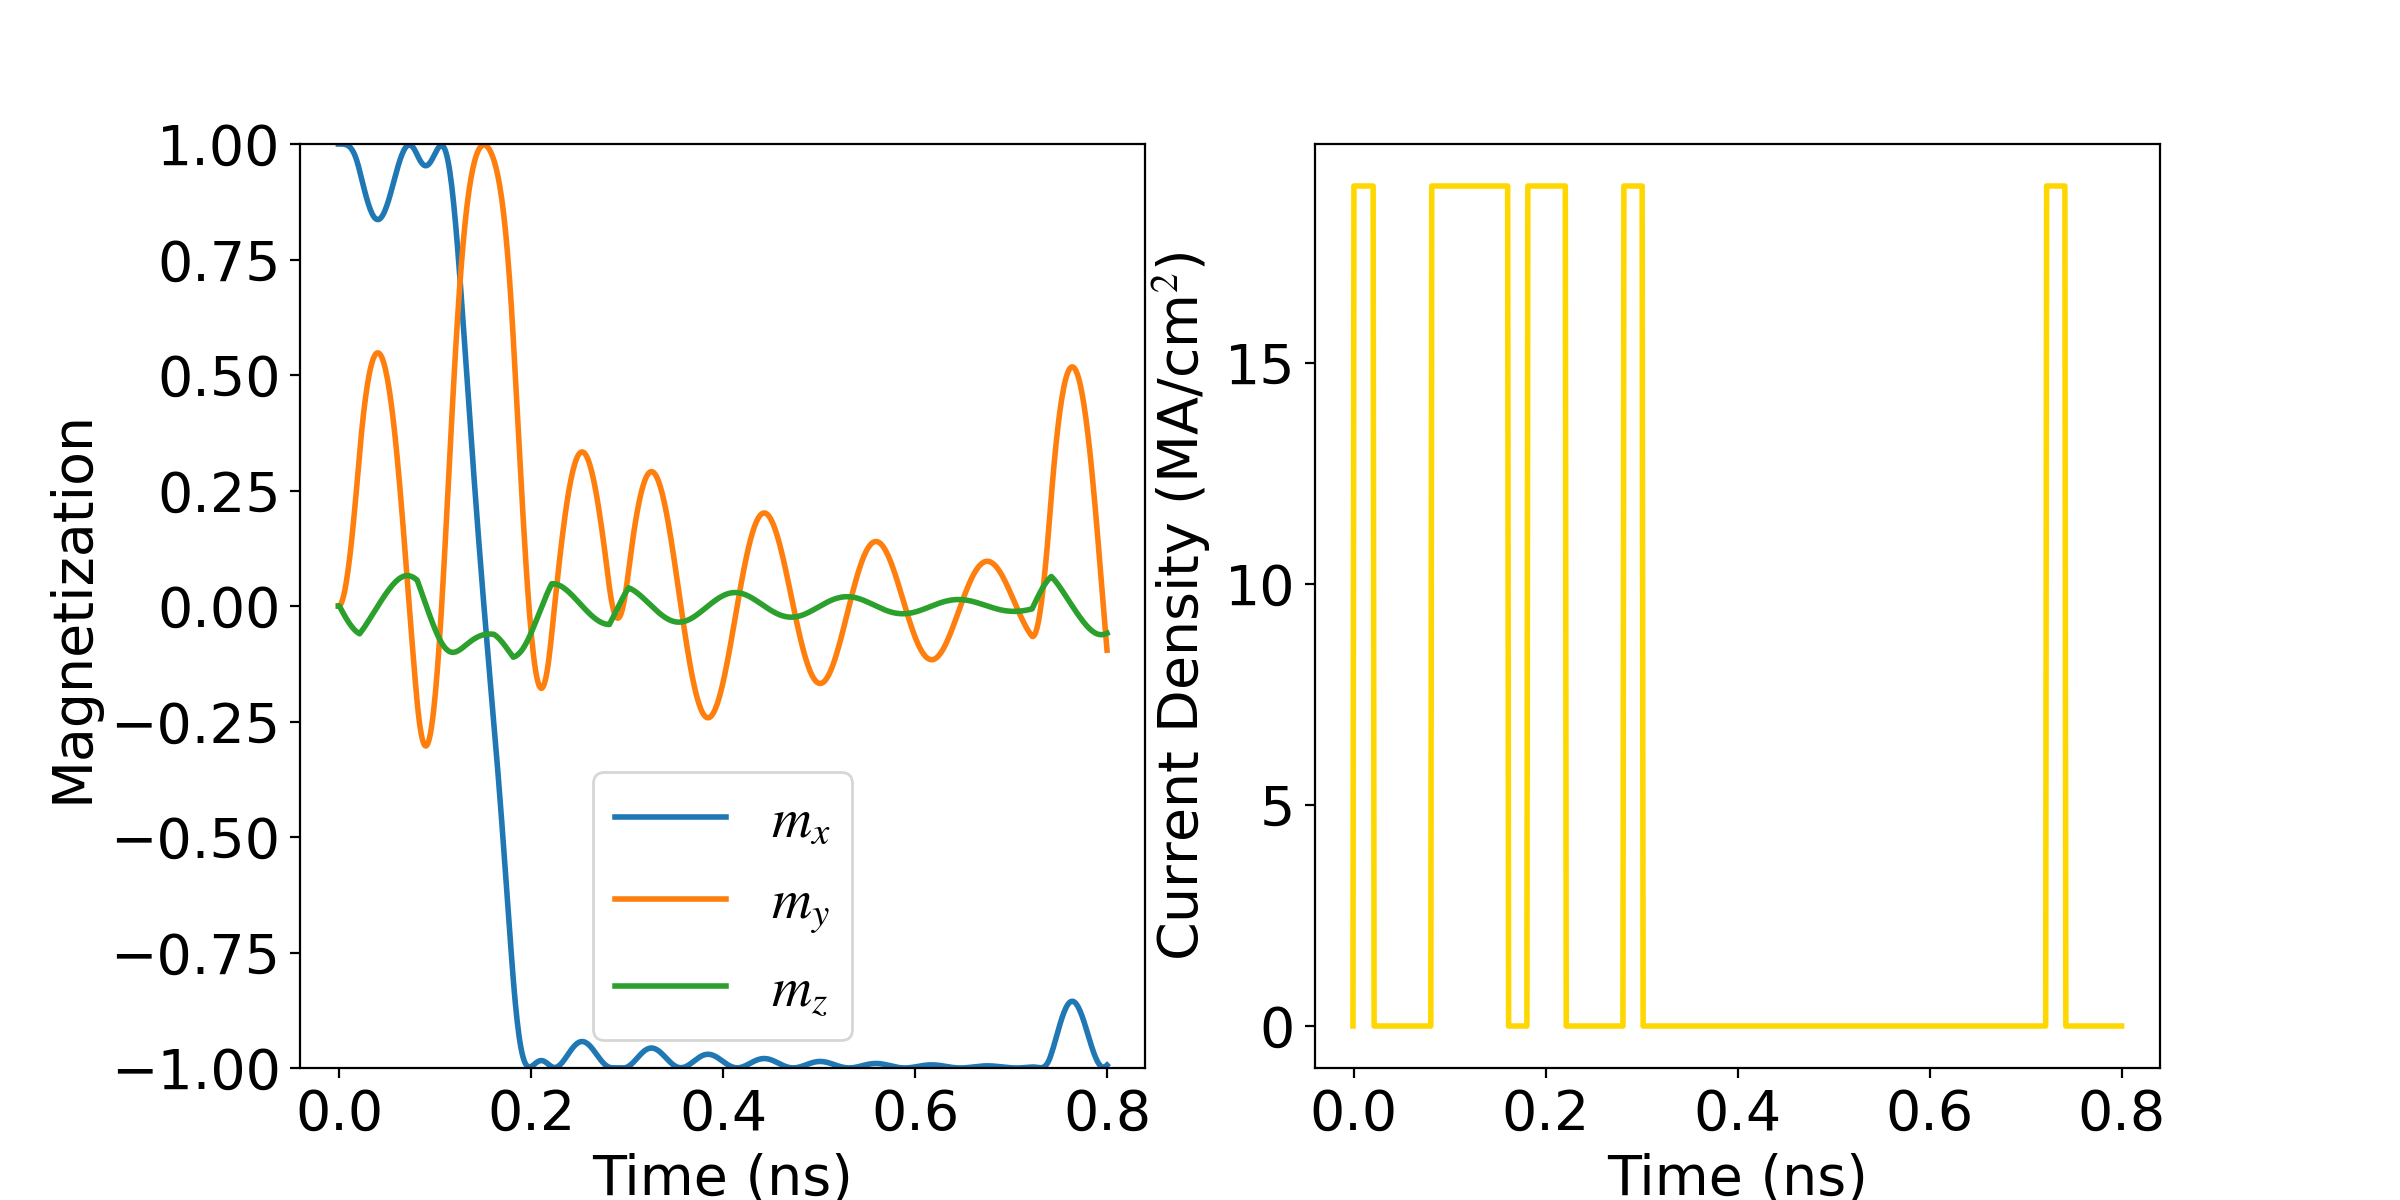 Magnetization
1.00
0.75
0.50
0.25
0.00
−0.25
−0.50
−0.75
−1.00
0.0 0.2 0.4 0.6 0.8
Time (ns)
m_x
m_y
m_z
Current Density (MA/cm²)
15
10
5
0
0.0 0.2 0.4 0.6 0.8
Time (ns)